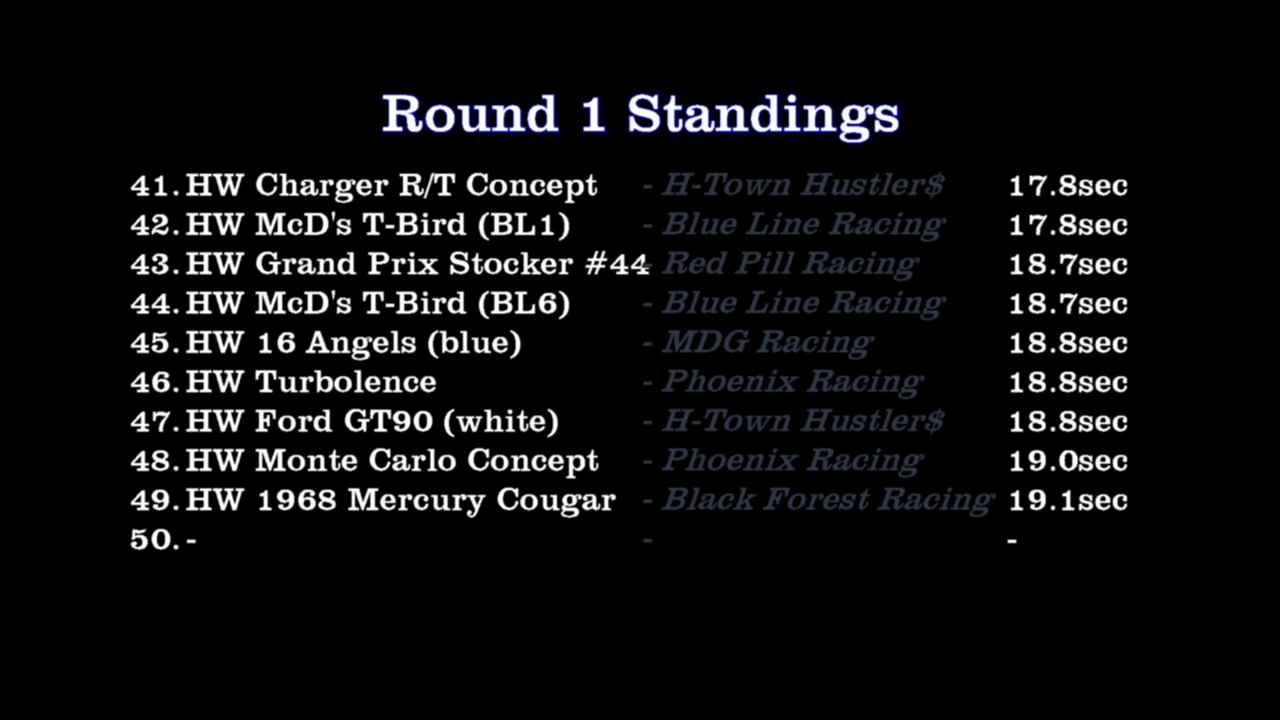 Round 1 Standings
41. HW Charger R/T Concept - H-Town Hustler$ 17.8sec
42. HW McD's T-Bird (BL1) - Blue Line Racing 17.8sec
43. HW Grand Prix Stocker #44 - Red Pill Racing 18.7sec
44. HW McD's T-Bird (BL6) - Blue Line Racing 18.7sec
45. HW 16 Angels (blue) - MDG Racing 18.8sec
46. HW Turbolence - Phoenix Racing 18.8sec
47. HW Ford GT90 (white) - H-Town Hustler$ 18.8sec
48. HW Monte Carlo Concept - Phoenix Racing 19.0sec
49. HW 1968 Mercury Cougar - Black Forest Racing 19.1sec
50. - - -